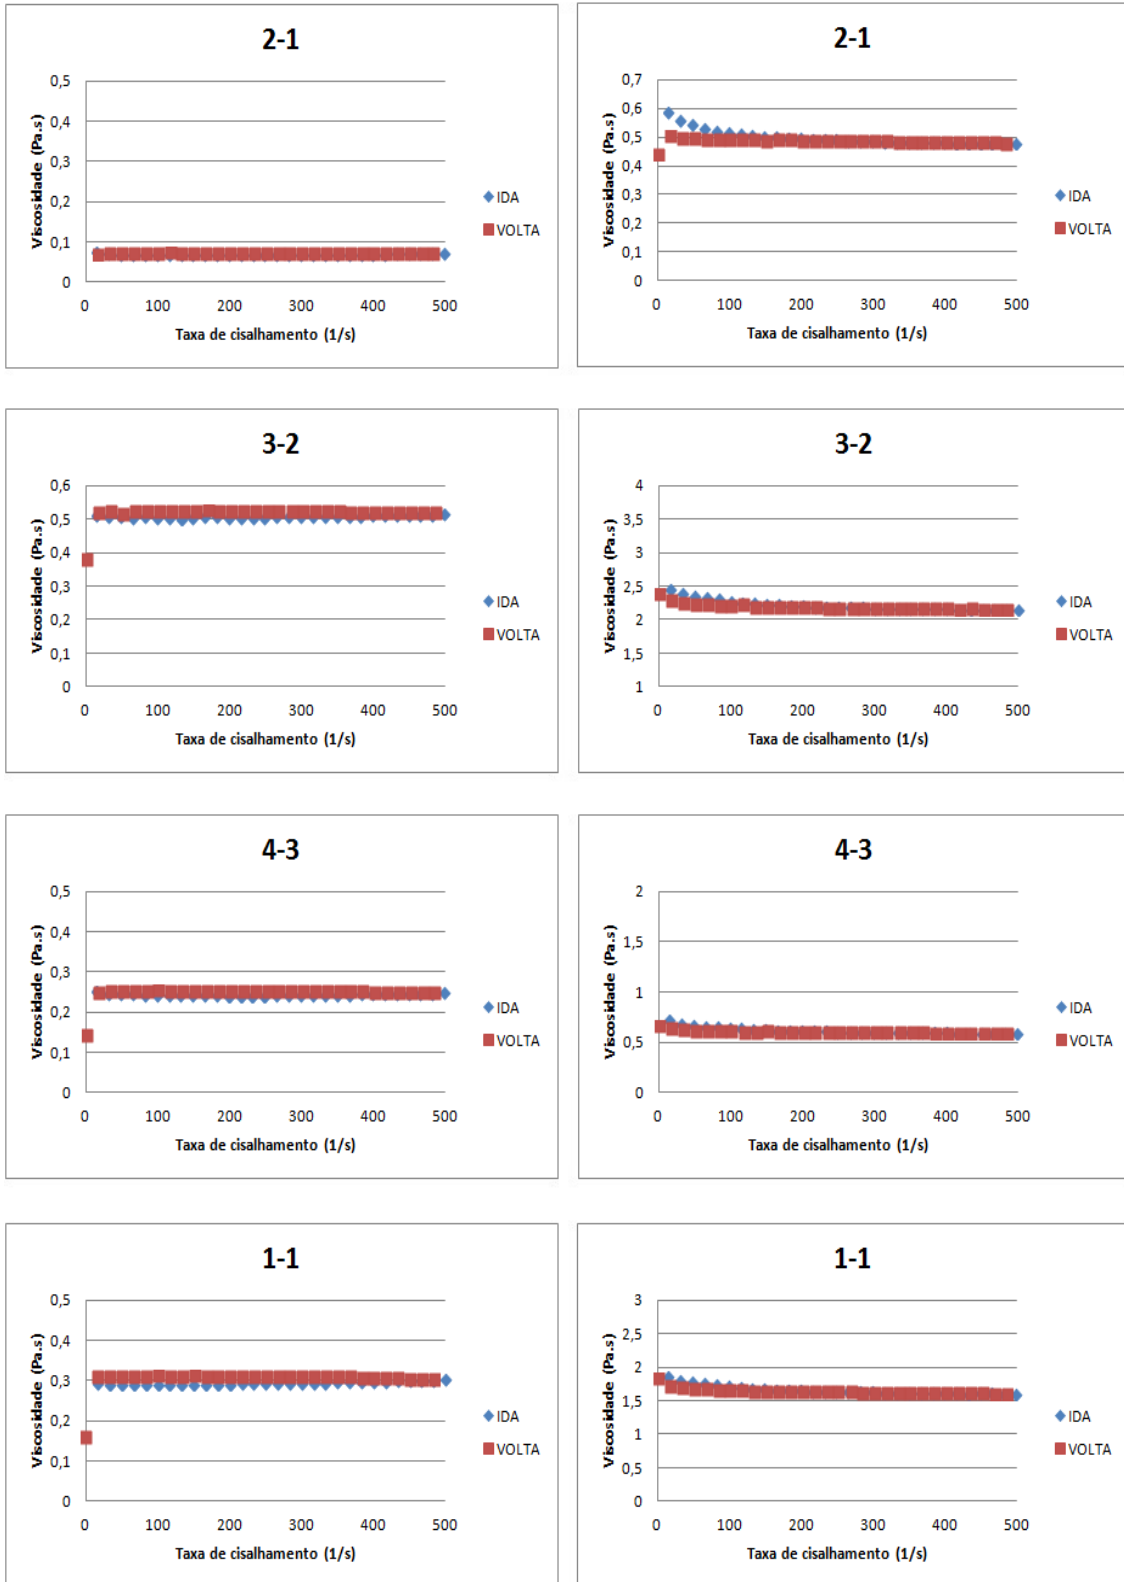 2-1
Viscosidade (Pa.s)
0,5
0,4
0,3
0,2
0,1
0
0 100 200 300 400 500
Taxa de cisalhamento (1/s)
IDA
VOLTA
2-1
Viscosidade (Pa.s)
0,7
0,6
0,5
0,4
0,3
0,2
0,1
0
0 100 200 300 400 500
Taxa de cisalhamento (1/s)
IDA
VOLTA
3-2
Viscosidade (Pa.s)
0,6
0,5
0,4
0,3
0,2
0,1
0
0 100 200 300 400 500
Taxa de cisalhamento (1/s)
IDA
VOLTA
3-2
Viscosidade (Pa.s)
4
3,5
3
2,5
2
1,5
1
0 100 200 300 400 500
Taxa de cisalhamento (1/s)
IDA
VOLTA
4-3
Viscosidade (Pa.s)
0,5
0,4
0,3
0,2
0,1
0
0 100 200 300 400 500
Taxa de cisalhamento (1/s)
IDA
VOLTA
4-3
Viscosidade (Pa.s)
2
1,5
1
0,5
0
0 100 200 300 400 500
Taxa de cisalhamento (1/s)
IDA
VOLTA
1-1
Viscosidade (Pa.s)
0,5
0,4
0,3
0,2
0,1
0
0 100 200 300 400 500
Taxa de cisalhamento (1/s)
IDA
VOLTA
1-1
Viscosidade (Pa.s)
3
2,5
2
1,5
1
0,5
0
0 100 200 300 400 500
Taxa de cisalhamento (1/s)
IDA
VOLTA